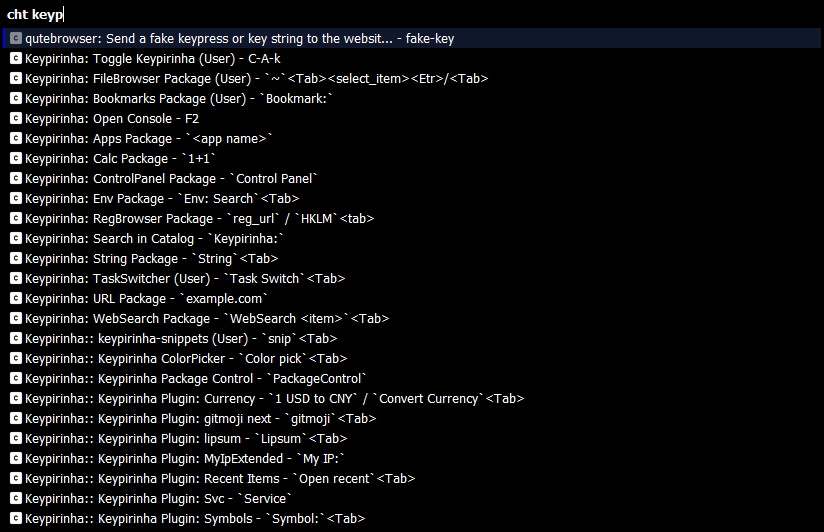 cht keyp
c qutebrowser: Send a fake keypress or key string to the websit... - fake-key
c Keypirinha: Toggle Keypirinha (User) - C-A-k
c Keypirinha: FileBrowser Package (User) - `~`<Tab><select_item><Etr>/<Tab>
c Keypirinha: Bookmarks Package (User) - `Bookmark:`
c Keypirinha: Open Console - F2
c Keypirinha: Apps Package - `<app name>`
c Keypirinha: Calc Package - `1+1`
c Keypirinha: ControlPanel Package - `Control Panel`
c Keypirinha: Env Package - `Env: Search`<Tab>
c Keypirinha: RegBrowser Package - `reg_url` / `HKLM`<tab>
c Keypirinha: Search in Catalog - `Keypirinha:`
c Keypirinha: String Package - `String`<Tab>
c Keypirinha: TaskSwitcher (User) - `Task Switch`<Tab>
c Keypirinha: URL Package - `example.com`
c Keypirinha: WebSearch Package - `WebSearch <item>`<Tab>
c Keypirinha:: keypirinha-snippets (User) - `snip`<Tab>
c Keypirinha:: Keypirinha ColorPicker - `Color pick`<Tab>
c Keypirinha:: Keypirinha Package Control - `PackageControl`
c Keypirinha:: Keypirinha Plugin: Currency - `1 USD to CNY` / `Convert Currency`<Tab>
c Keypirinha:: Keypirinha Plugin: gitmoji next - `gitmoji`<Tab>
c Keypirinha:: Keypirinha Plugin: lipsum - `Lipsum`<Tab>
c Keypirinha:: Keypirinha Plugin: MyIpExtended - `My IP:`
c Keypirinha:: Keypirinha Plugin: Recent Items - `Open recent`<Tab>
c Keypirinha:: Keypirinha Plugin: Svc - `Service`
c Keypirinha:: Keypirinha Plugin: Symbols - `Symbol:`<Tab>